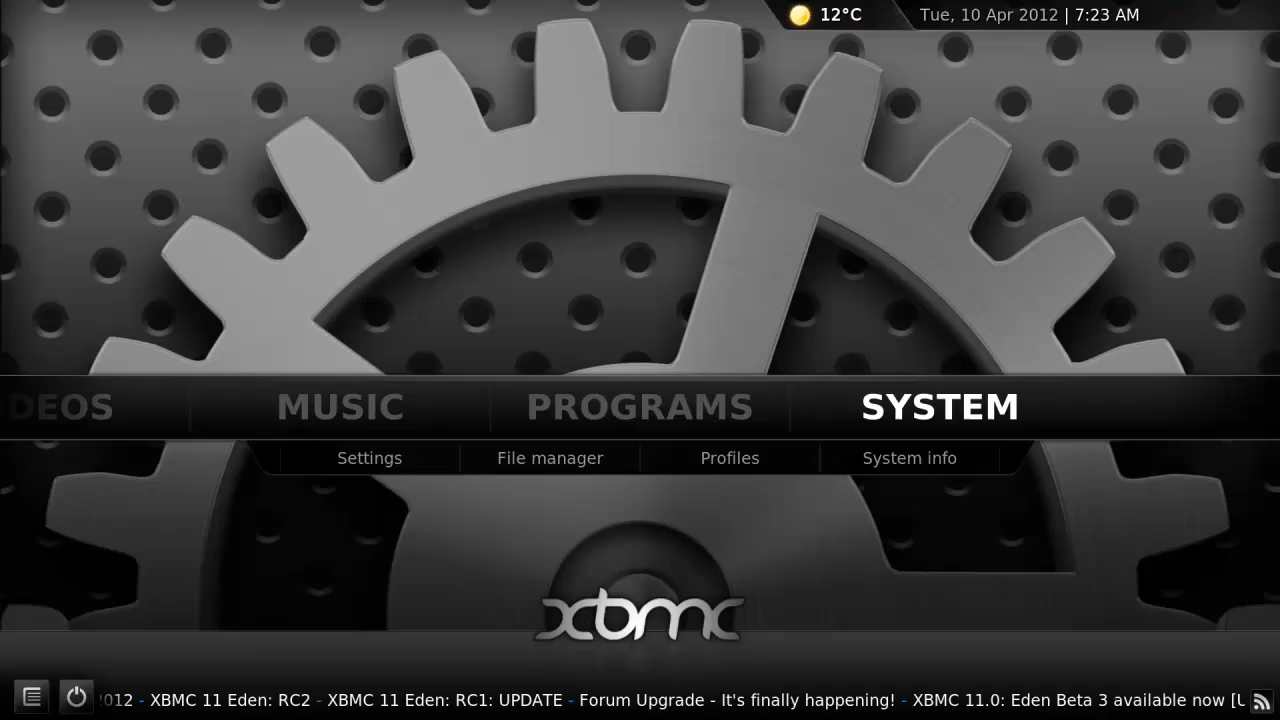 12°C Tue, 10 Apr 2012 | 7:23 AM
DEOS MUSIC PROGRAMS SYSTEM
Settings File manager Profiles System info
xbmc
2012 - XBMC 11 Eden: RC2 - XBMC 11 Eden: RC1: UPDATE - Forum Upgrade - It's finally happening! - XBMC 11.0: Eden Beta 3 available now [U